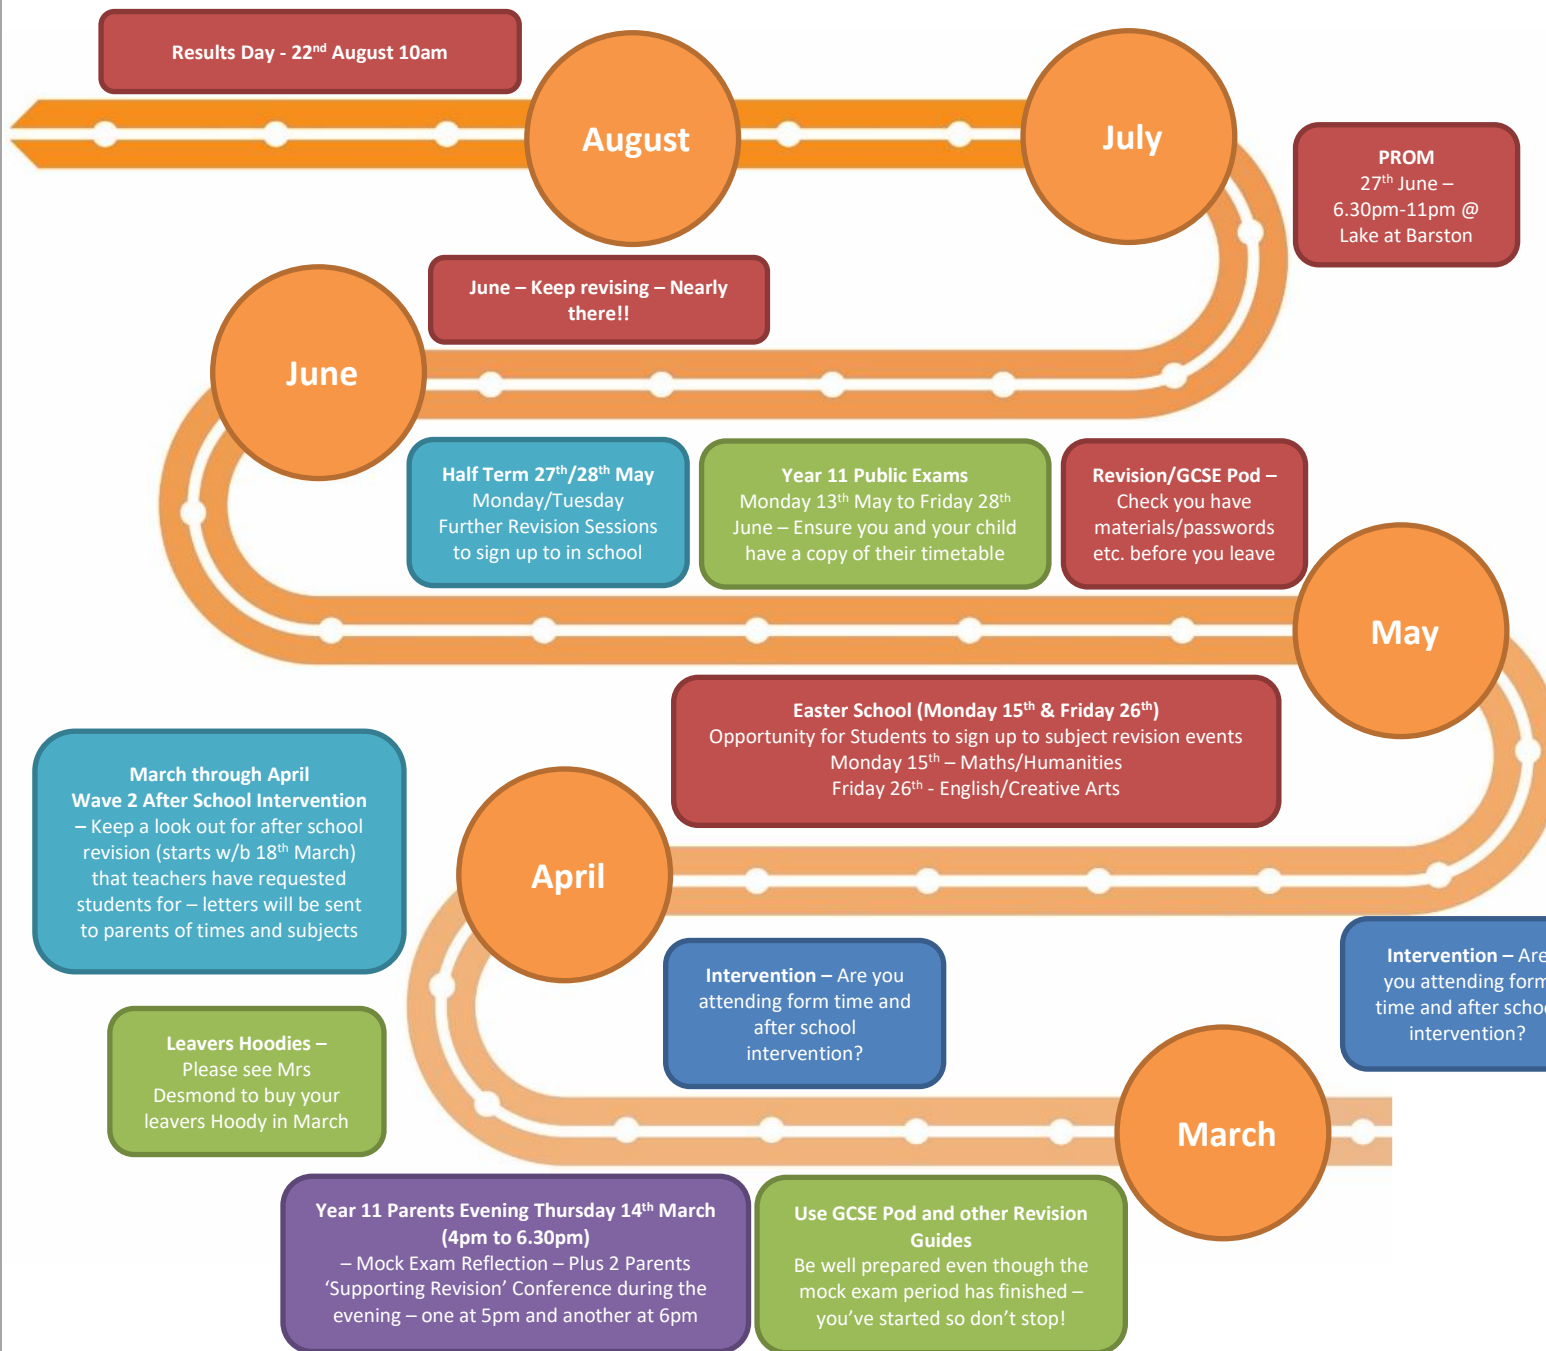 Results Day - 22nd August 10am
August
July
PROM
27th June –
6.30pm-11pm @
Lake at Barston
June – Keep revising – Nearly
there!!
June
Half Term 27th/28th May
Monday/Tuesday
Further Revision Sessions
to sign up to in school
Year 11 Public Exams
Monday 13th May to Friday 28th
June – Ensure you and your child
have a copy of their timetable
Revision/GCSE Pod –
Check you have
materials/passwords
etc. before you leave
May
Easter School (Monday 15th & Friday 26th)
Opportunity for Students to sign up to subject revision events
Monday 15th – Maths/Humanities
Friday 26th - English/Creative Arts
March through April
Wave 2 After School Intervention
– Keep a look out for after school
revision (starts w/b 18th March)
that teachers have requested
students for – letters will be sent
to parents of times and subjects
April
Intervention – Are you
attending form time and
after school
intervention?
Intervention – Are
you attending form
time and after school
intervention?
Leavers Hoodies –
Please see Mrs
Desmond to buy your
leavers Hoody in March
March
Year 11 Parents Evening Thursday 14th March
(4pm to 6.30pm)
– Mock Exam Reflection – Plus 2 Parents
‘Supporting Revision’ Conference during the
evening – one at 5pm and another at 6pm
Use GCSE Pod and other Revision
Guides
Be well prepared even though the
mock exam period has finished –
you’ve started so don’t stop!